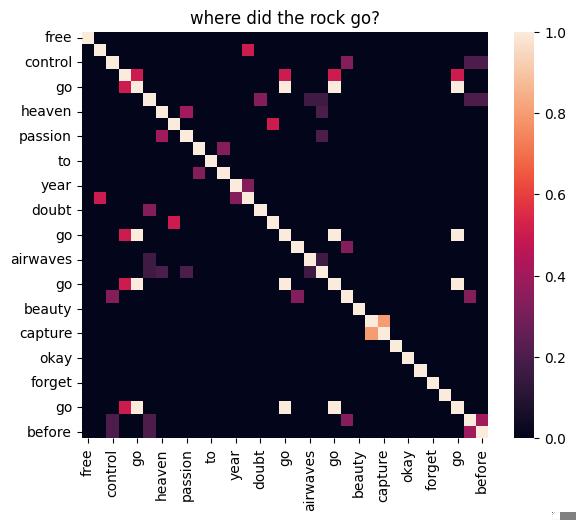 where did the rock go?
free
control
go
heaven
passion
to
year
doubt
go
airwaves
go
beauty
capture
okay
forget
go
before
1.0
0.8
0.6
0.4
0.2
0.0
free
control
go
heaven
passion
to
year
doubt
go
airwaves
go
beauty
capture
okay
forget
go
before